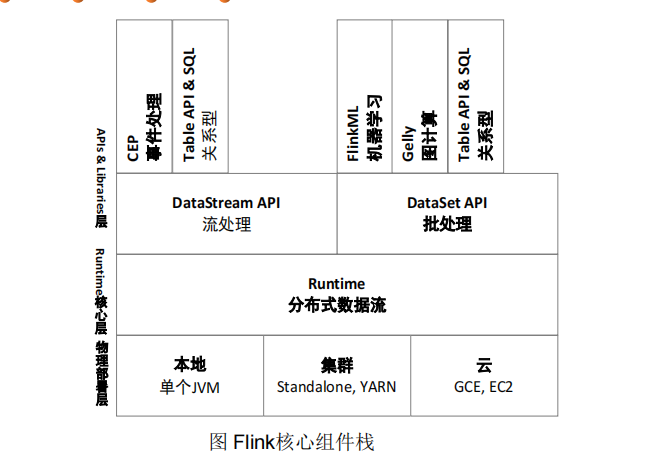 CEP
事件处理
Table API & SQL
关系型
FlinkML
机器学习
Gelly
图计算
Table API & SQL
关系型
APIs & Libraries层
DataStream API
流处理
DataSet API
批处理
Runtime核心层
Runtime
分布式数据流
物理部署层
本地
单个JVM
集群
Standalone, YARN
云
GCE, EC2
图 Flink核心组件栈